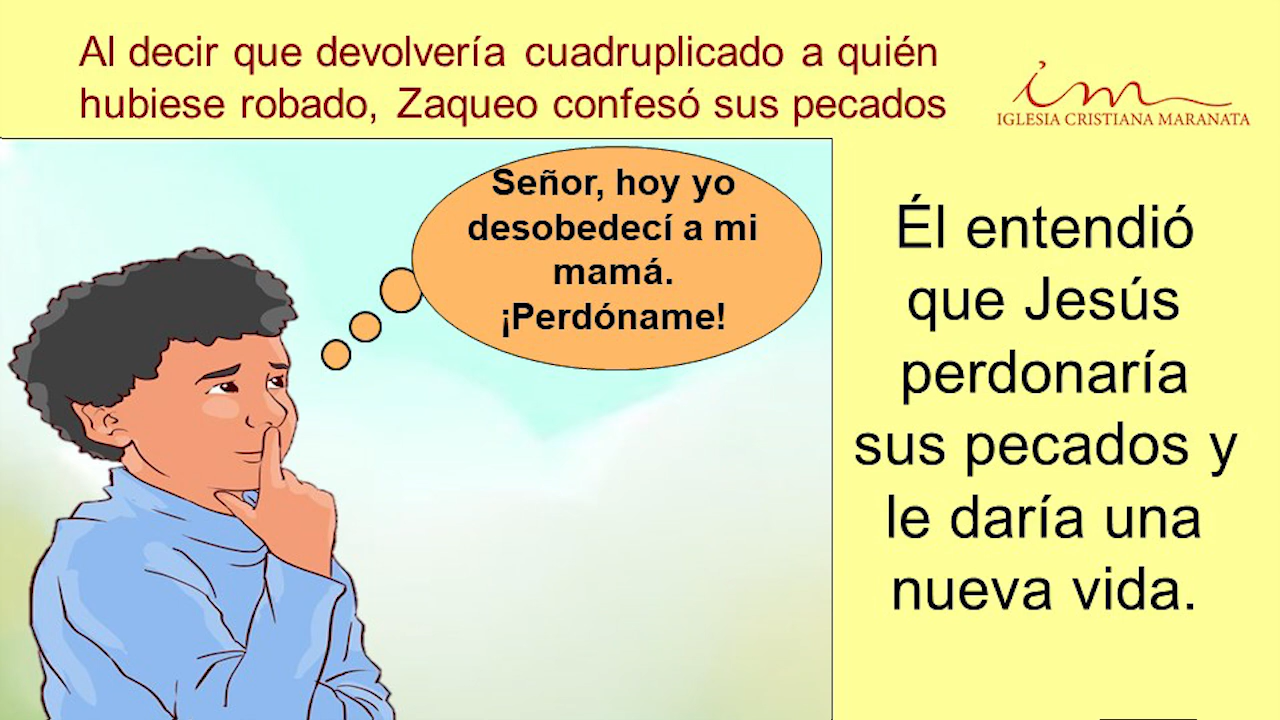 Al decir que devolvería cuadruplicado a quién
hubiese robado, Zaqueo confesó sus pecados
im
IGLESIA CRISTIANA MARANATA
Señor, hoy yo
desobedecí a mi
mamá.
¡Perdóname!
Él entendió
que Jesús
perdonaría
sus pecados y
le daría una
nueva vida.